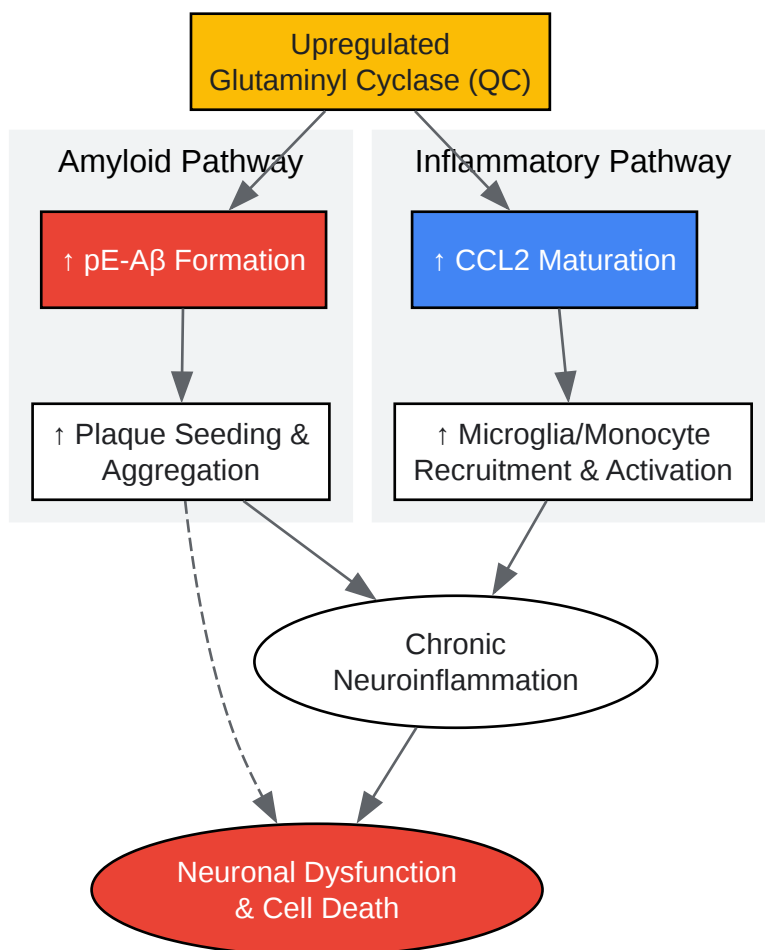 Upregulated
Glutaminyl Cyclase (QC)
Amyloid Pathway
Inflammatory Pathway
↑ pE-Aβ Formation
↑ CCL2 Maturation
↑ Plaque Seeding &
Aggregation
↑ Microglia/Monocyte
Recruitment & Activation
Chronic
Neuroinflammation
Neuronal Dysfunction
& Cell Death